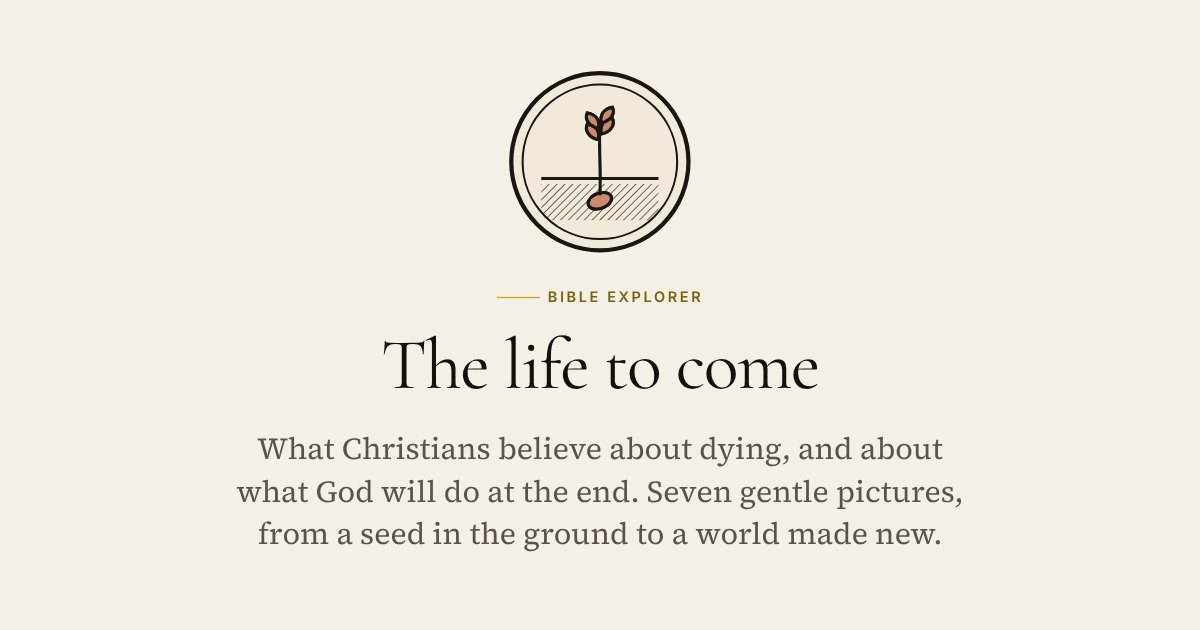 BIBLE EXPLORER
The life to come
What Christians believe about dying, and about
what God will do at the end. Seven gentle pictures,
from a seed in the ground to a world made new.